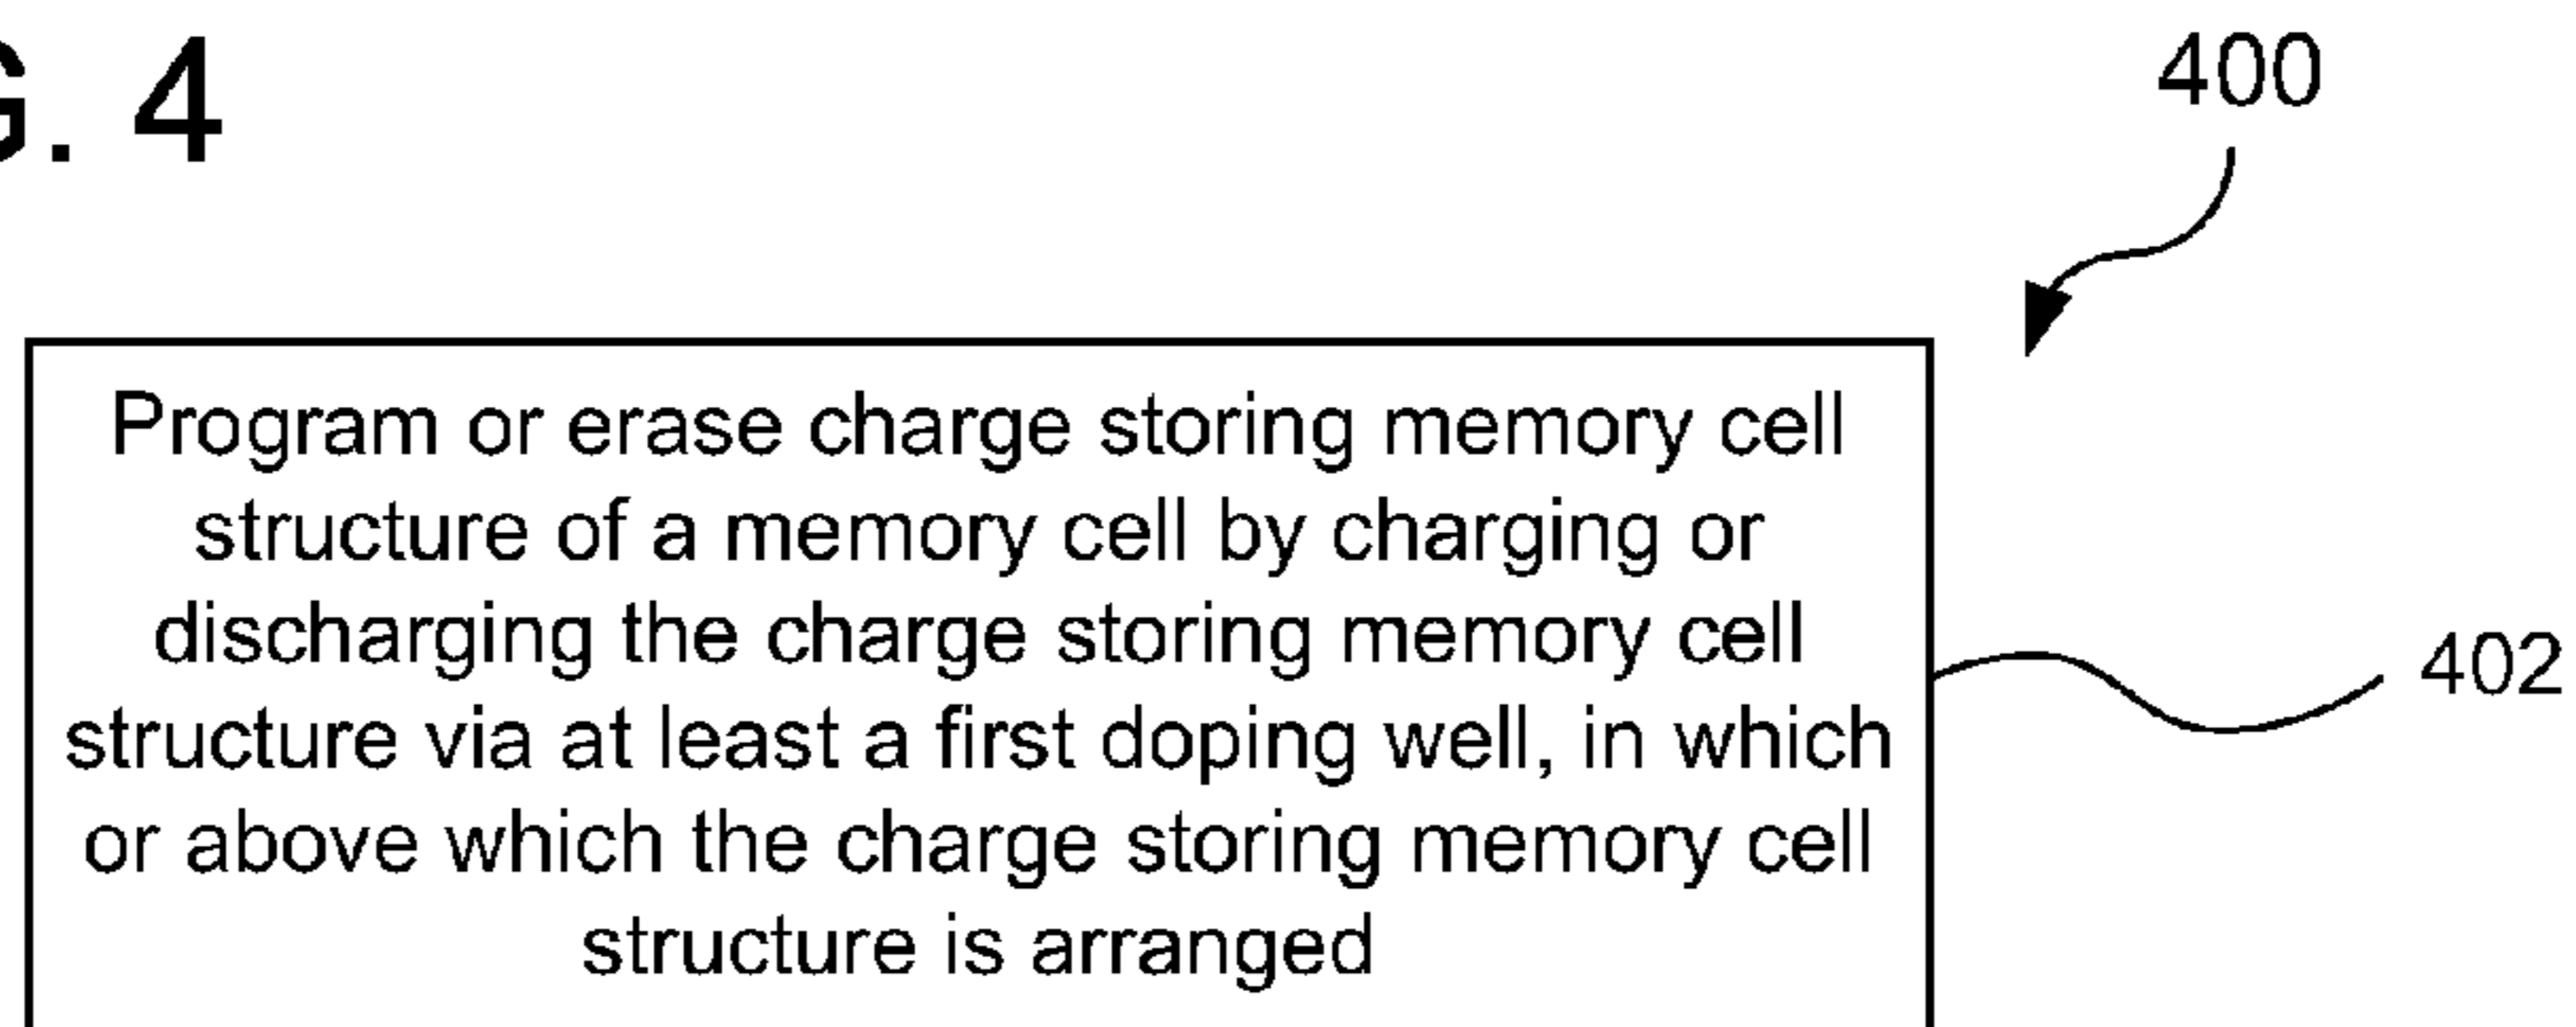 G. 4
400
Program or erase charge storing memory cell
structure of a memory cell by charging or
discharging the charge storing memory cell
structure via at least a first doping well, in which
or above which the charge storing memory cell
structure is arranged
402